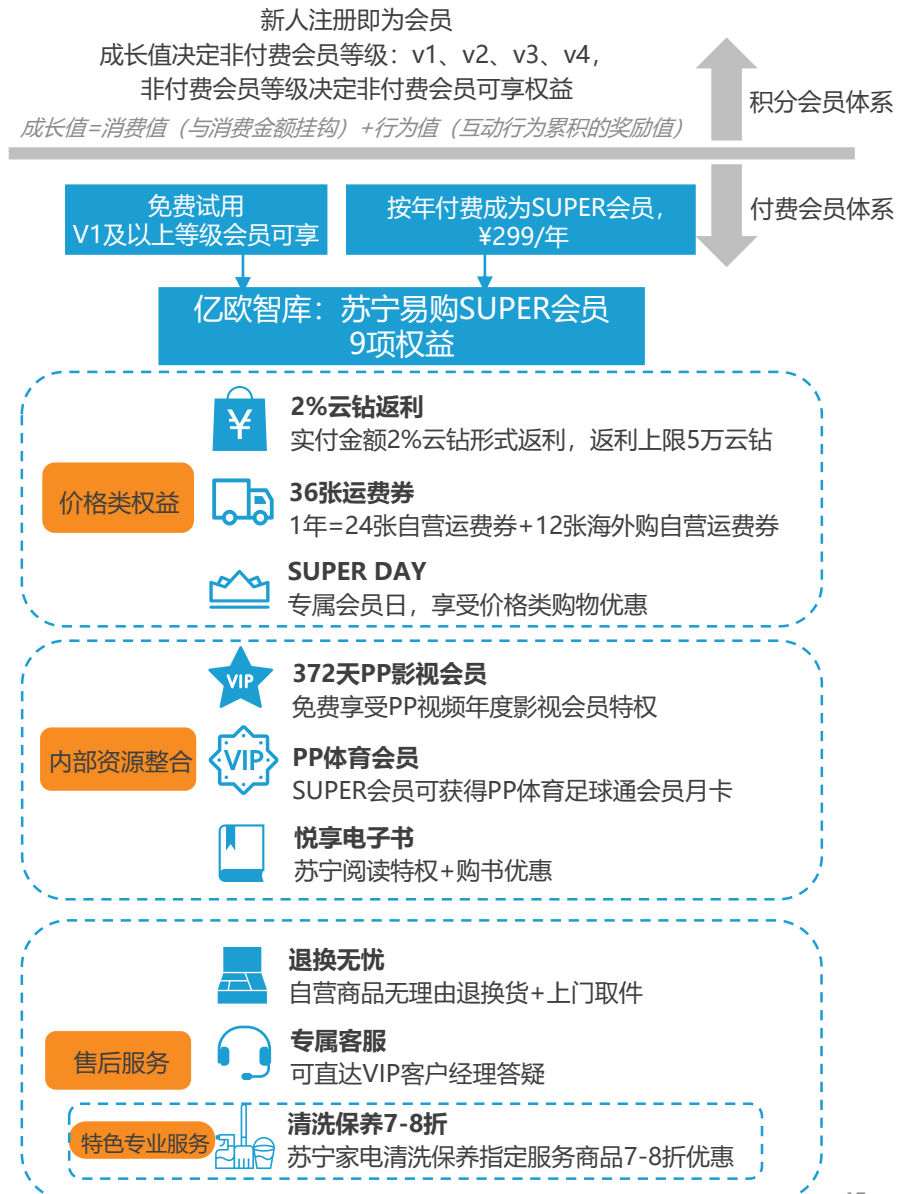 新人注册即为会员
成长值决定非付费会员等级：v1、v2、v3、v4，
非付费会员等级决定非付费会员可享权益
成长值=消费值（与消费金额挂钩）+行为值（互动行为累积的奖励值）
积分会员体系
付费会员体系
免费试用
V1及以上等级会员可享
按年付费成为SUPER会员，
¥299/年
亿欧智库：苏宁易购SUPER会员
9项权益
价格类权益
¥
2%云钻返利
实付金额2%云钻形式返利，返利上限5万云钻
36张运费券
1年=24张自营运费券+12张海外购自营运费券
SUPER DAY
专属会员日，享受价格类购物优惠
内部资源整合
VIP
372天PP影视会员
免费享受PP视频年度影视会员特权
VIP
PP体育会员
SUPER会员可获得PP体育足球通会员月卡
悦享电子书
苏宁阅读特权+购书优惠
售后服务
退换无忧
自营商品无理由退换货+上门取件
专属客服
可直达VIP客户经理答疑
特色专业服务
清洗保养7-8折
苏宁家电清洗保养指定服务商品7-8折优惠